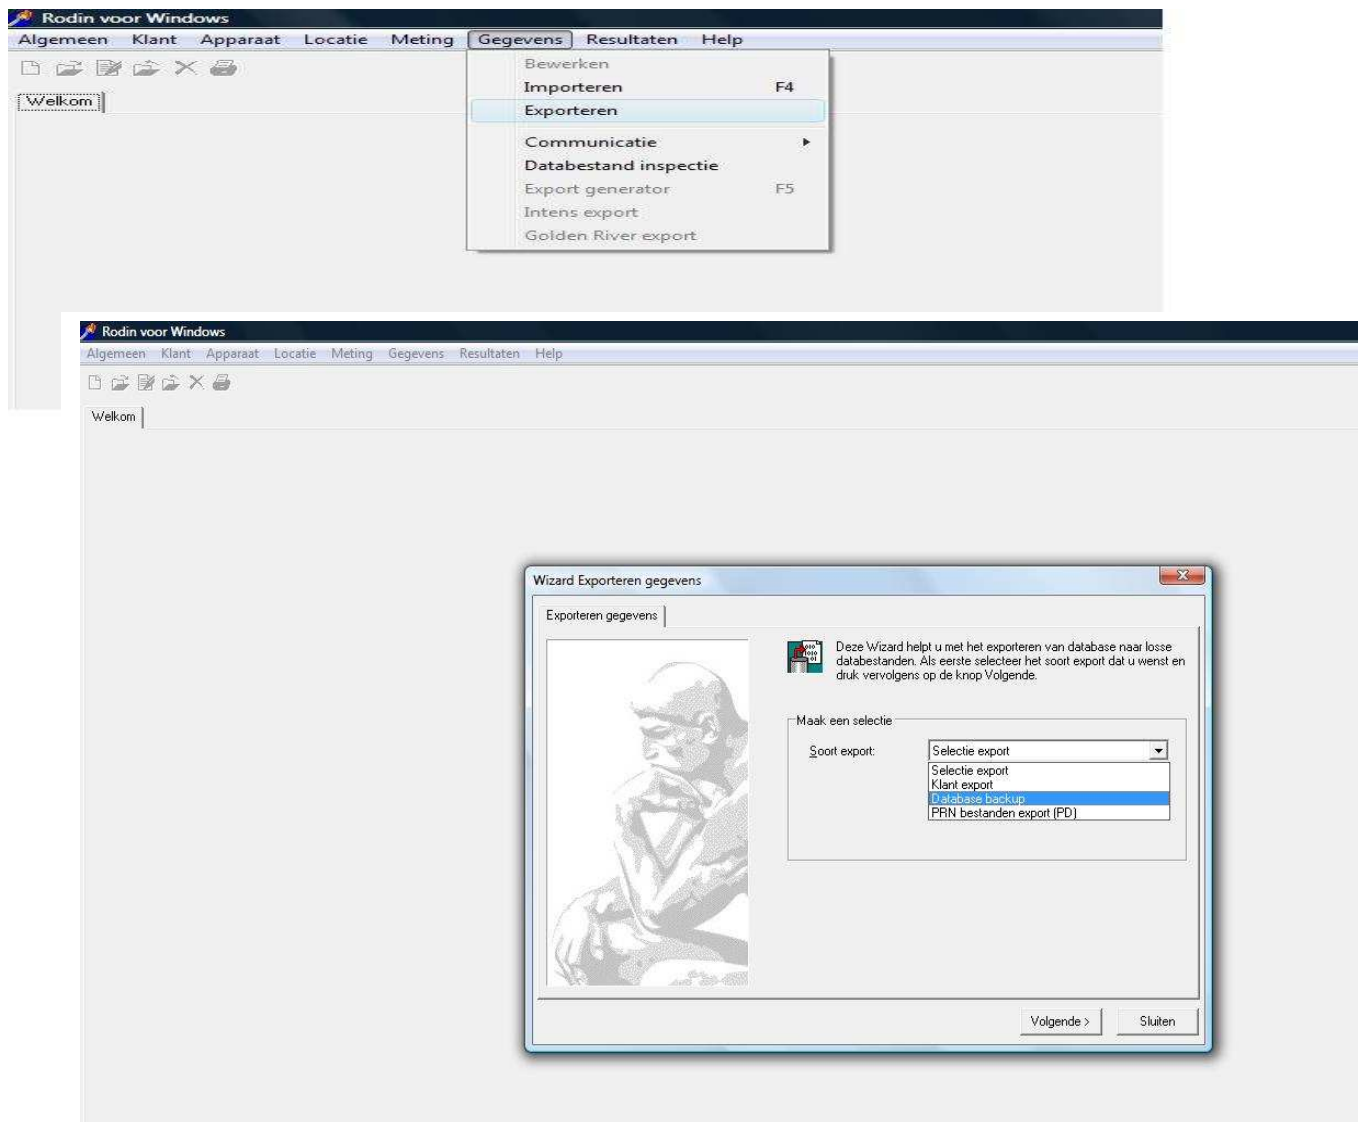 Rodin voor Windows
Algemeen Klant Apparaat Locatie Meting Gegevens Resultaten Help
Welkom
Bewerken
Importeren F4
Exporteren
Communicatie
Databestand inspectie
Export generator F5
Intens export
Golden River export
Rodin voor Windows
Algemeen Klant Apparaat Locatie Meting Gegevens Resultaten Help
Welkom
Wizard Exporteren gegevens
Exporteren gegevens
Deze Wizard helpt u met het exporteren van database naar losse
databestanden. Als eerste selecteer het soort export dat u wenst en
druk vervolgens op de knop Volgende.
Maak een selectie
Soort export: Selectie export
Selectie export
Klant export
Database backup
PRN bestanden export (PD)
Volgende > Sluiten